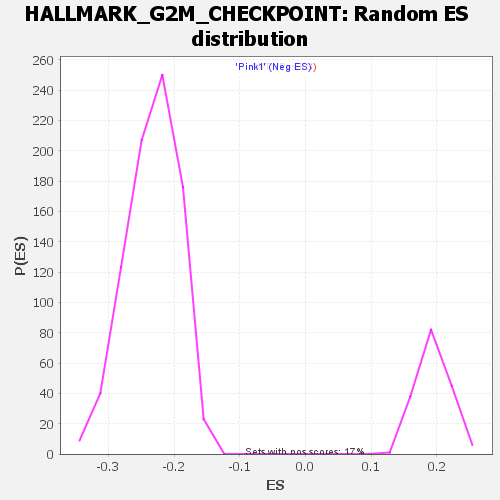 HALLMARK_G2M_CHECKPOINT: Random ES
distribution
'Pink1' (Neg ES)
260
240
220
200
180
160
140
120
100
80
60
40
20
0
P(ES)
Sets with pos scores: 17%
-0.3 -0.2 -0.1 0.0 0.1 0.2
ES